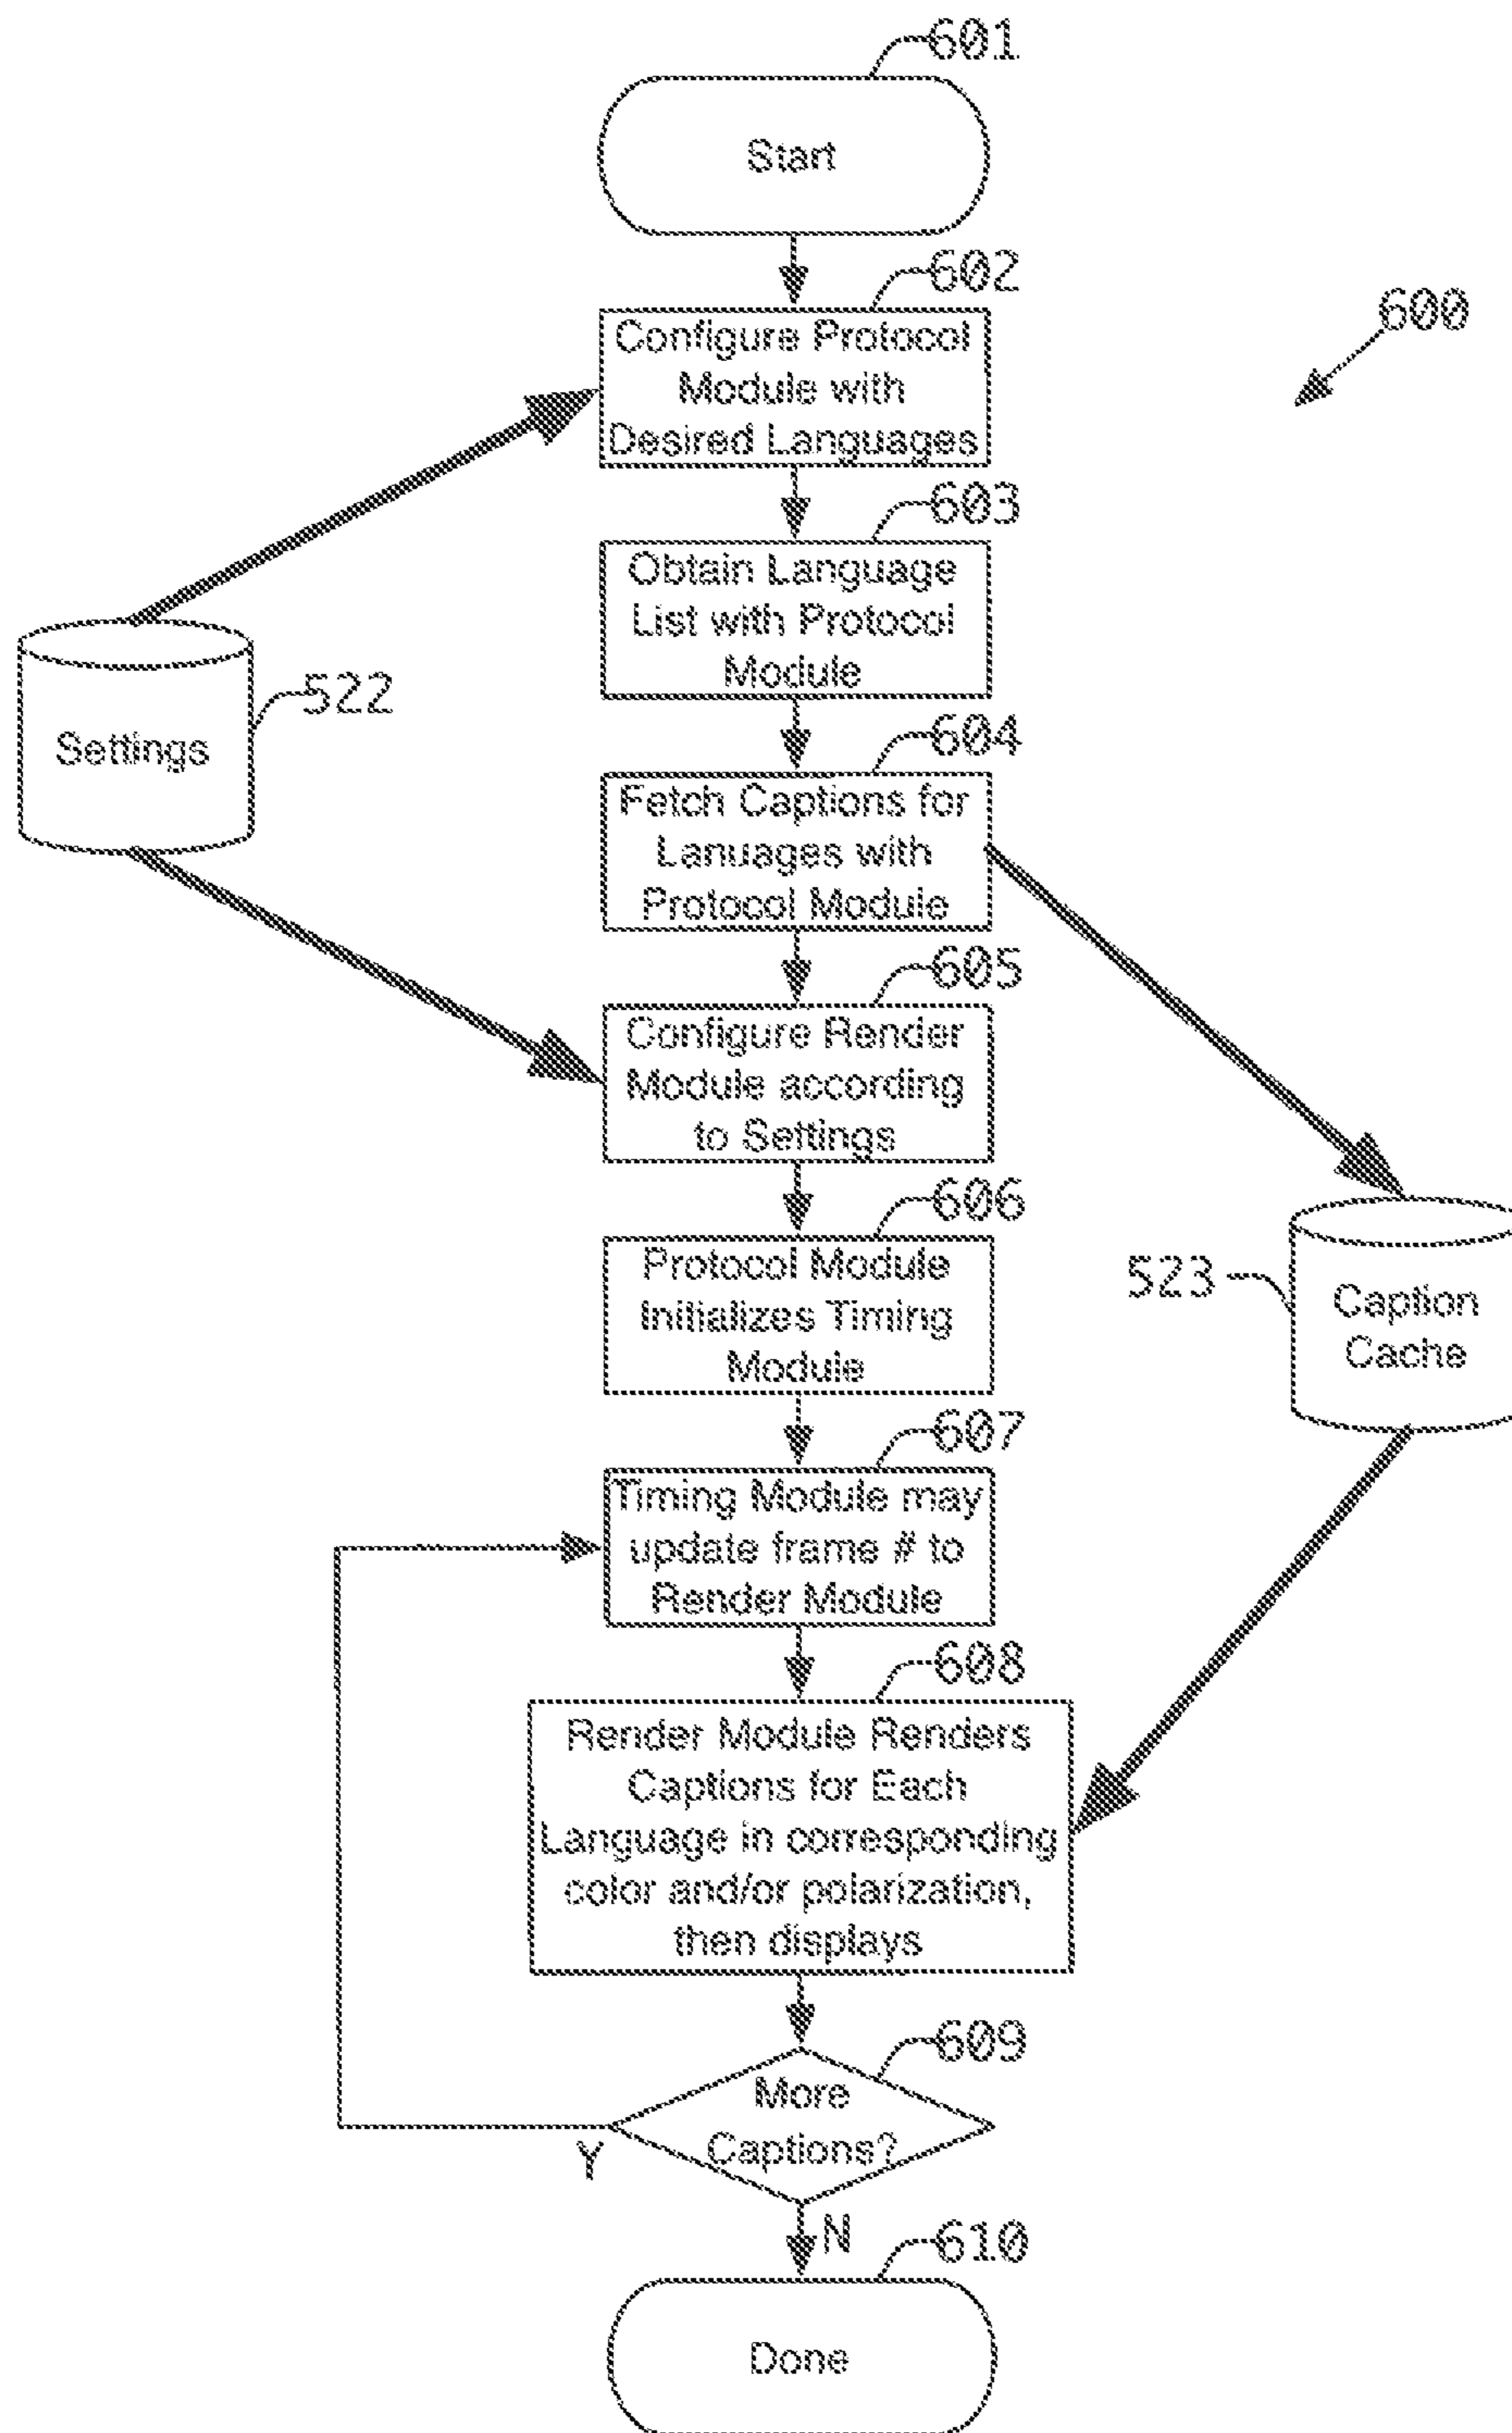 601
Start
602
600
Configure Protocol
Module with
Desired Languages
603
Obtain Language
List with Protocol
Module
522
Settings
604
Fetch Captions for
Lanuages with
Protocol Module
605
Configure Render
Module according
to Settings
606
Protocol Module
Initializes Timing
Module
523
Caption
Cache
607
Timing Module may
update frame # to
Render Module
608
Render Module Renders
Captions for Each
Language in corresponding
color and/or polarization,
then displays
609
More
Captions?
Y
N
610
Done